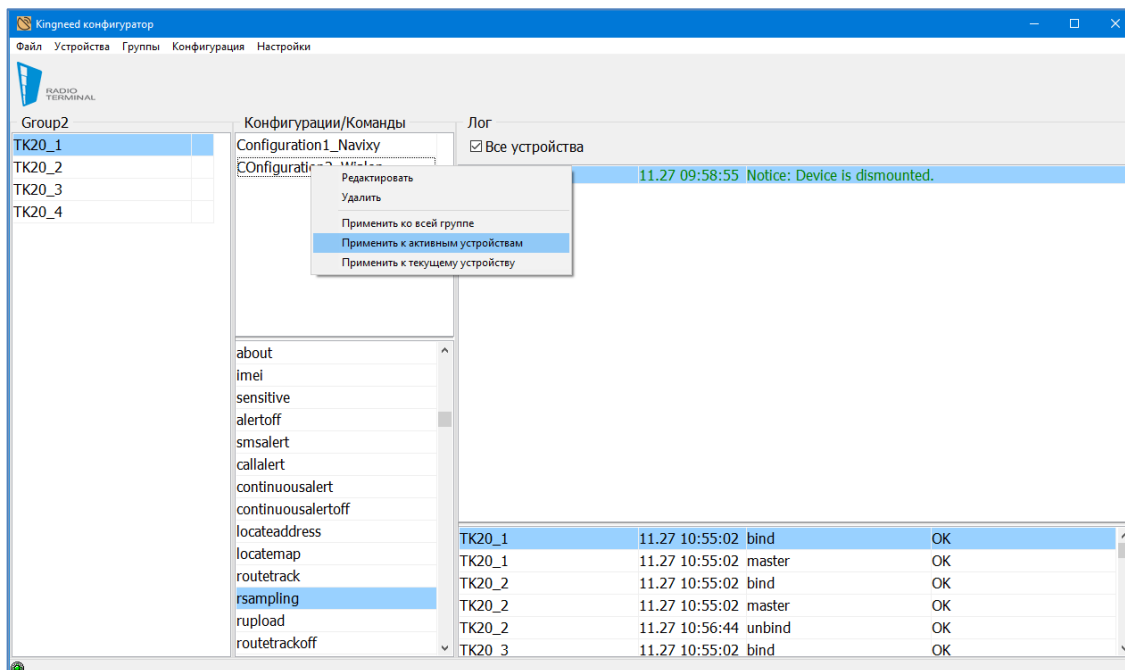 Kingneed конфигуратор
Файл Устройства Группы Конфигурация Настройки
RADIO
TERMINAL
Group2
TK20_1
TK20_2
TK20_3
TK20_4
Конфигурации/Команды
Configuration1_Navixy
Редактировать
Удалить
Применить ко всей группе
Применить к активным устройствам
Применить к текущему устройству
about
imei
sensitive
alertoff
smsalert
callalert
continuousalert
continuousalertoff
locateaddress
locatemap
routetrack
rsampling
rupload
routetrackoff
Лог
Все устройства
11.27 09:58:55 Notice: Device is dismounted.
TK20_1 11.27 10:55:02 bind OK
TK20_1 11.27 10:55:02 master OK
TK20_2 11.27 10:55:02 bind OK
TK20_2 11.27 10:55:02 master OK
TK20_2 11.27 10:56:44 unbind OK
TK20_3 11.27 10:55:02 bind OK